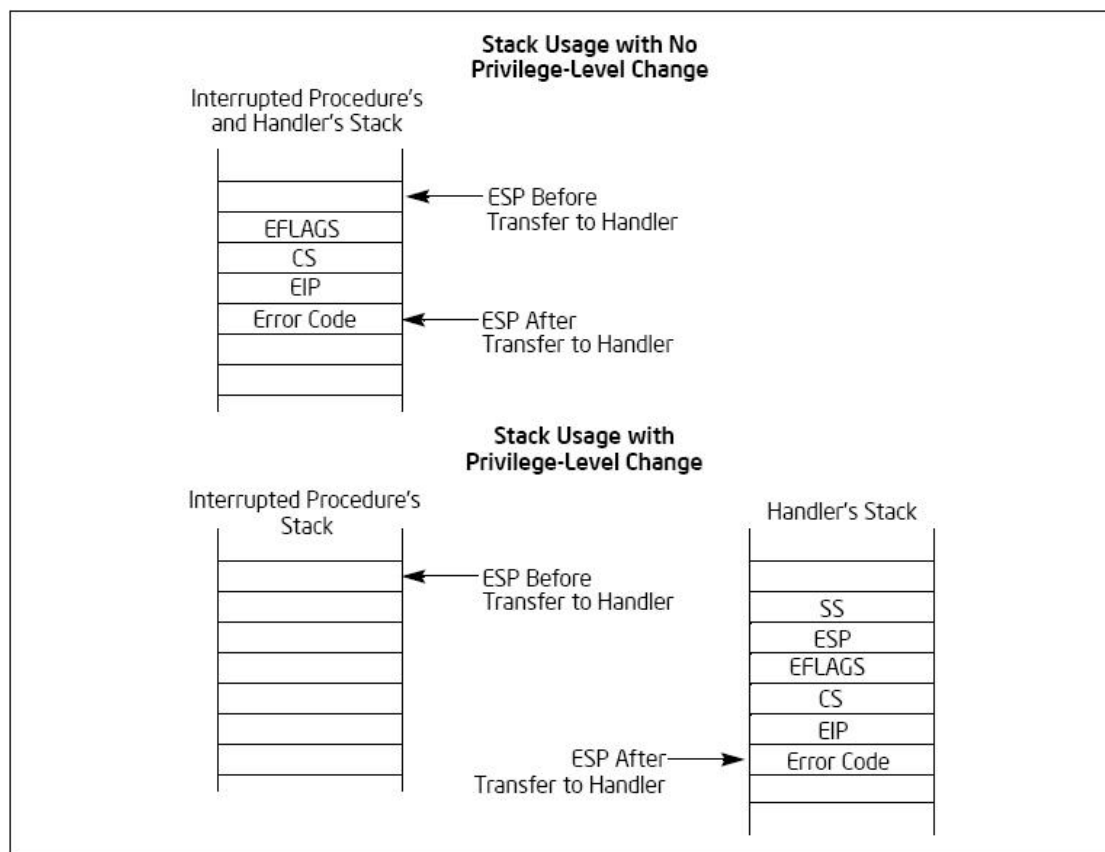 Stack Usage with No
Privilege-Level Change
Interrupted Procedure's
and Handler's Stack
ESP Before
Transfer to Handler
EFLAGS
CS
EIP
Error Code
ESP After
Transfer to Handler
Stack Usage with
Privilege-Level Change
Interrupted Procedure's
Stack
Handler's Stack
ESP Before
Transfer to Handler
SS
ESP
EFLAGS
CS
EIP
ESP After
Transfer to Handler
Error Code